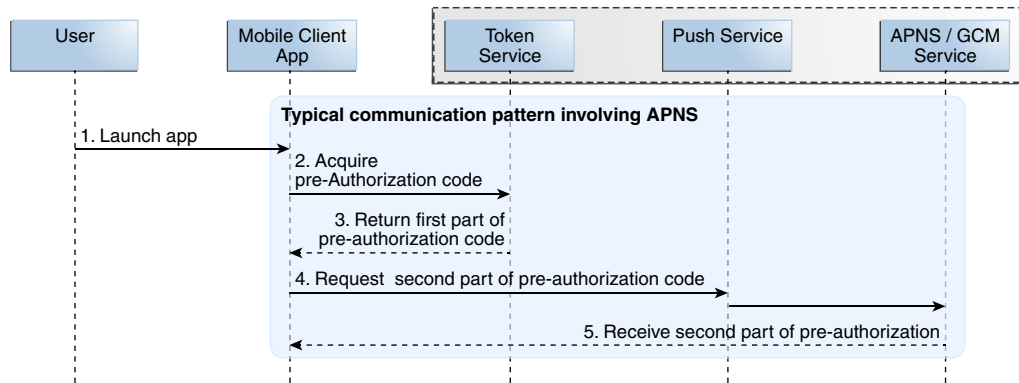 User
Mobile Client
App
Token
Service
Push Service
APNS / GCM
Service
Typical communication pattern involving APNS
1. Launch app
2. Acquire
pre-Authorization code
3. Return first part of
pre-authorization code
4. Request second part of pre-authorization code
5. Receive second part of pre-authorization